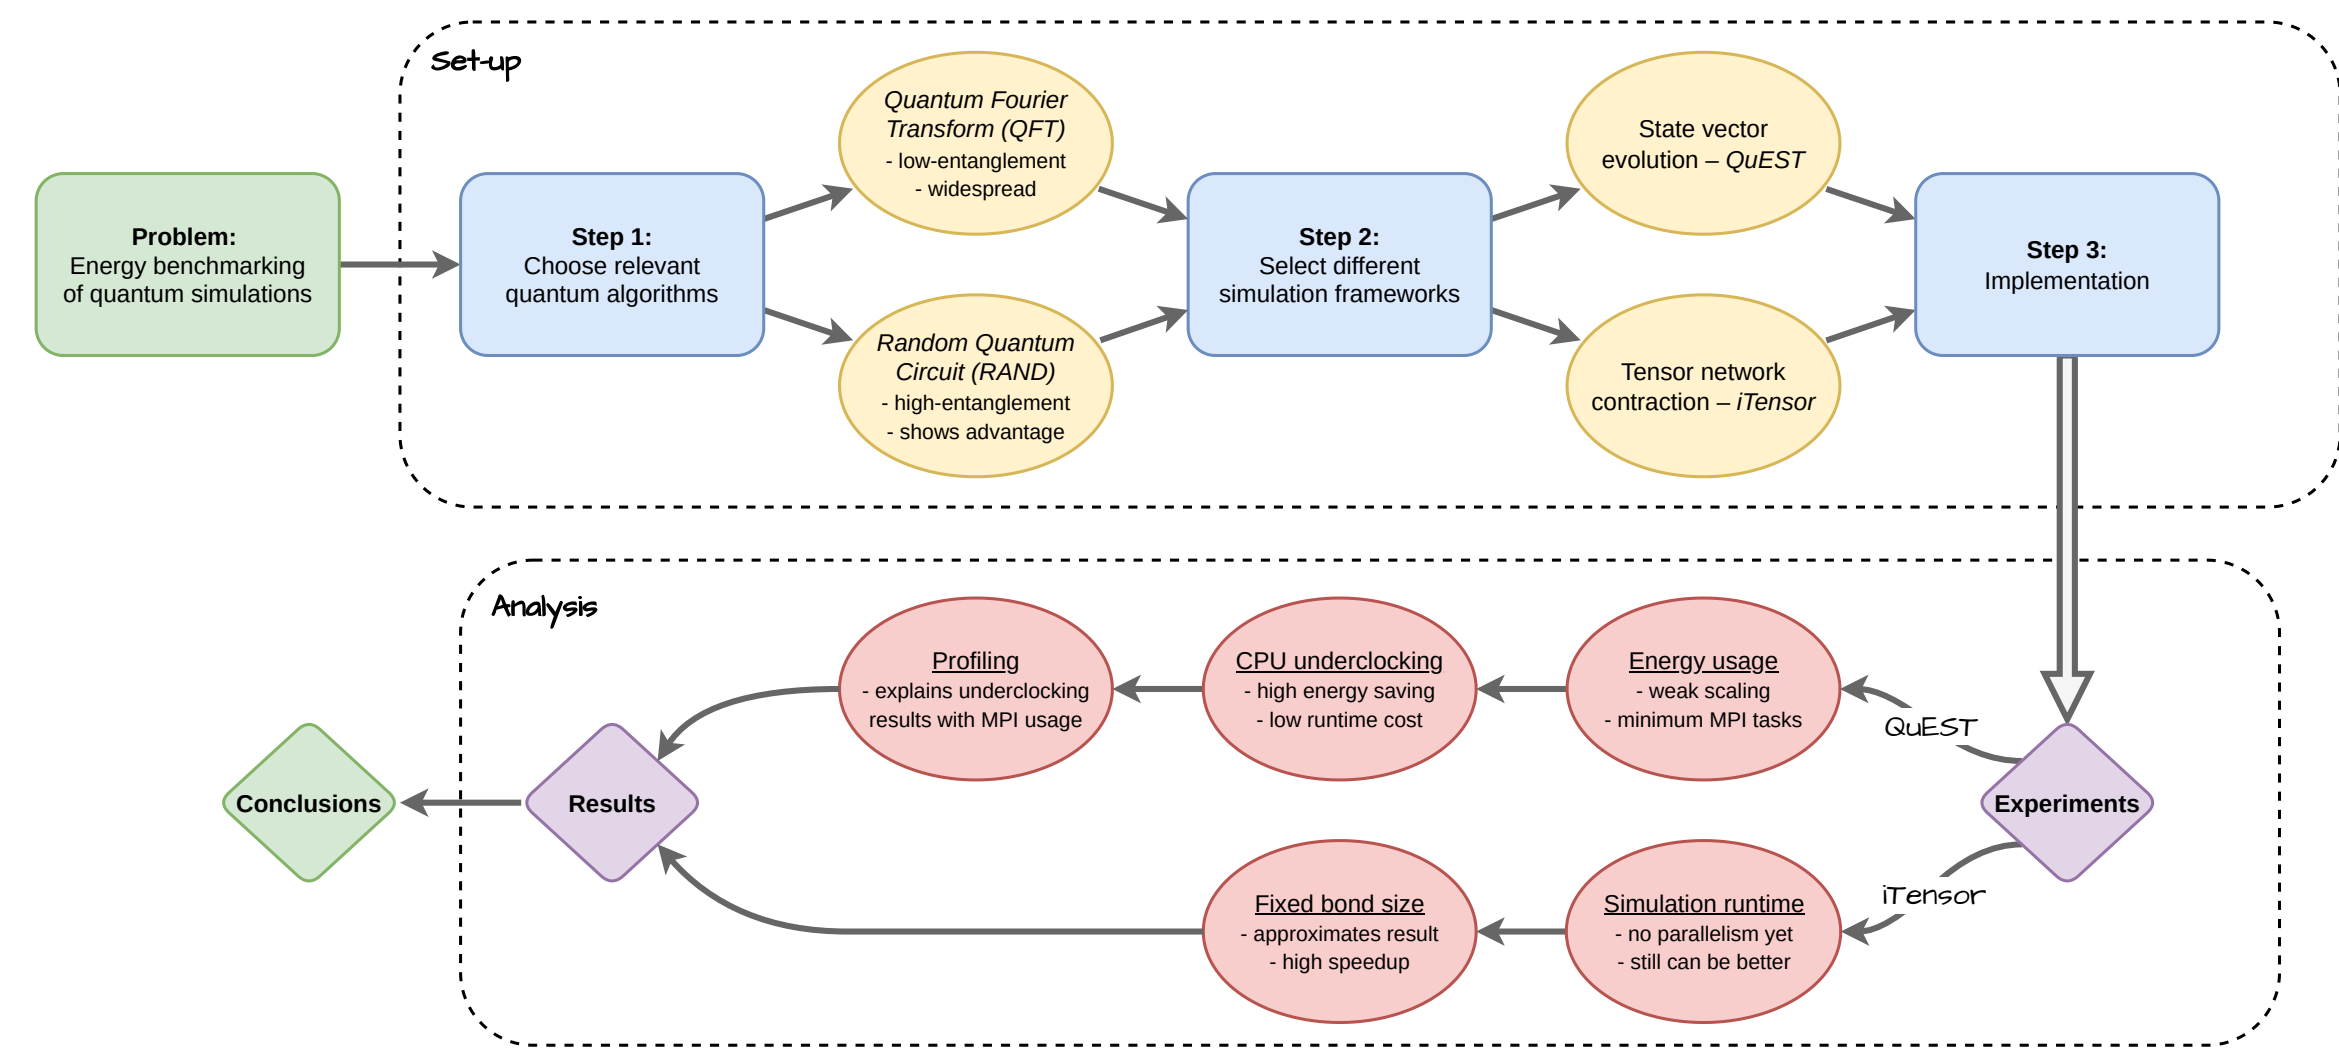 Set-up
Problem:
Energy benchmarking
of quantum simulations
Step 1:
Choose relevant
quantum algorithms
Quantum Fourier
Transform (QFT)
- low-entanglement
- widespread
Random Quantum
Circuit (RAND)
- high-entanglement
- shows advantage
Step 2:
Select different
simulation frameworks
State vector
evolution – QuEST
Tensor network
contraction – iTensor
Step 3:
Implementation
Analysis
Experiments
QuEST
Energy usage
- weak scaling
- minimum MPI tasks
CPU underclocking
- high energy saving
- low runtime cost
Profiling
- explains underclocking
results with MPI usage
iTensor
Simulation runtime
- no parallelism yet
- still can be better
Fixed bond size
- approximates result
- high speedup
Results
Conclusions